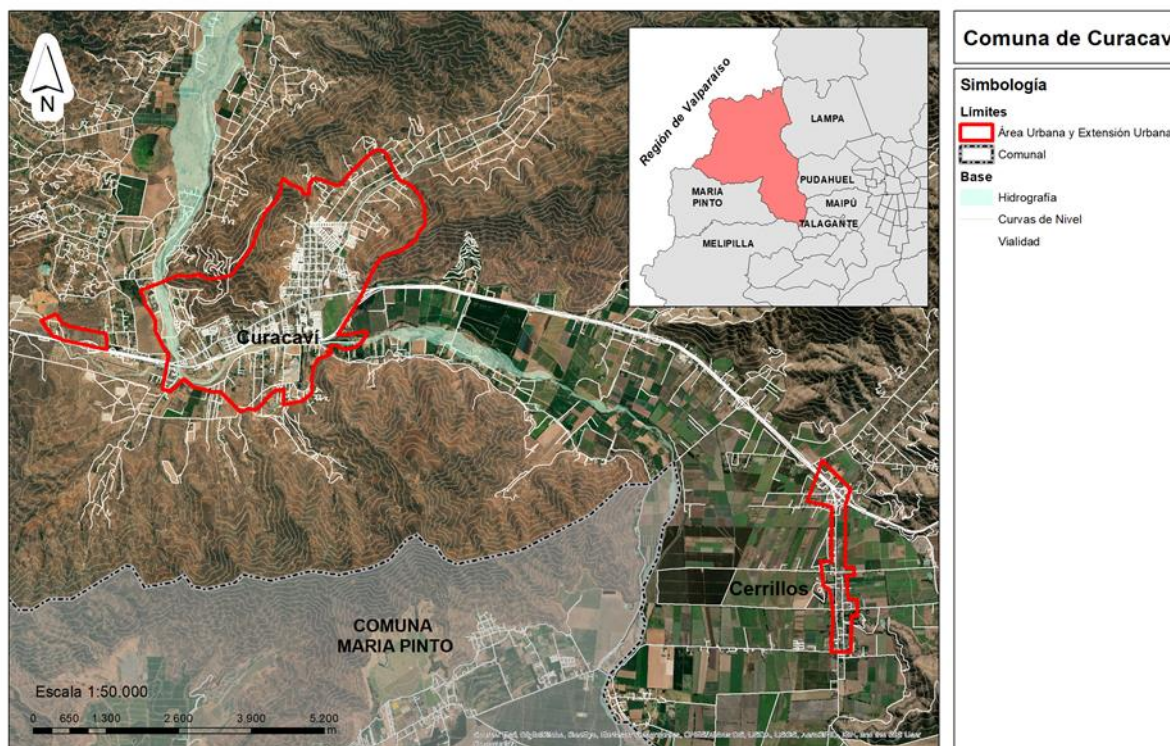 N
Curacaví
Cerrillos
COMUNA
MARIA PINTO
Escala 1:50.000
0 650 1.300 2.600 3.900 5.200
m
Región de Valparaíso
LAMPA
PUDAHUEL
MARIA
PINTO
MAIPÚ
TALAGANTE
MELIPILLA
Comuna de Curacaví
Simbología
Límites
Área Urbana y Extensión Urbana
Comunal
Base
Hidrografía
Curvas de Nivel
Vialidad